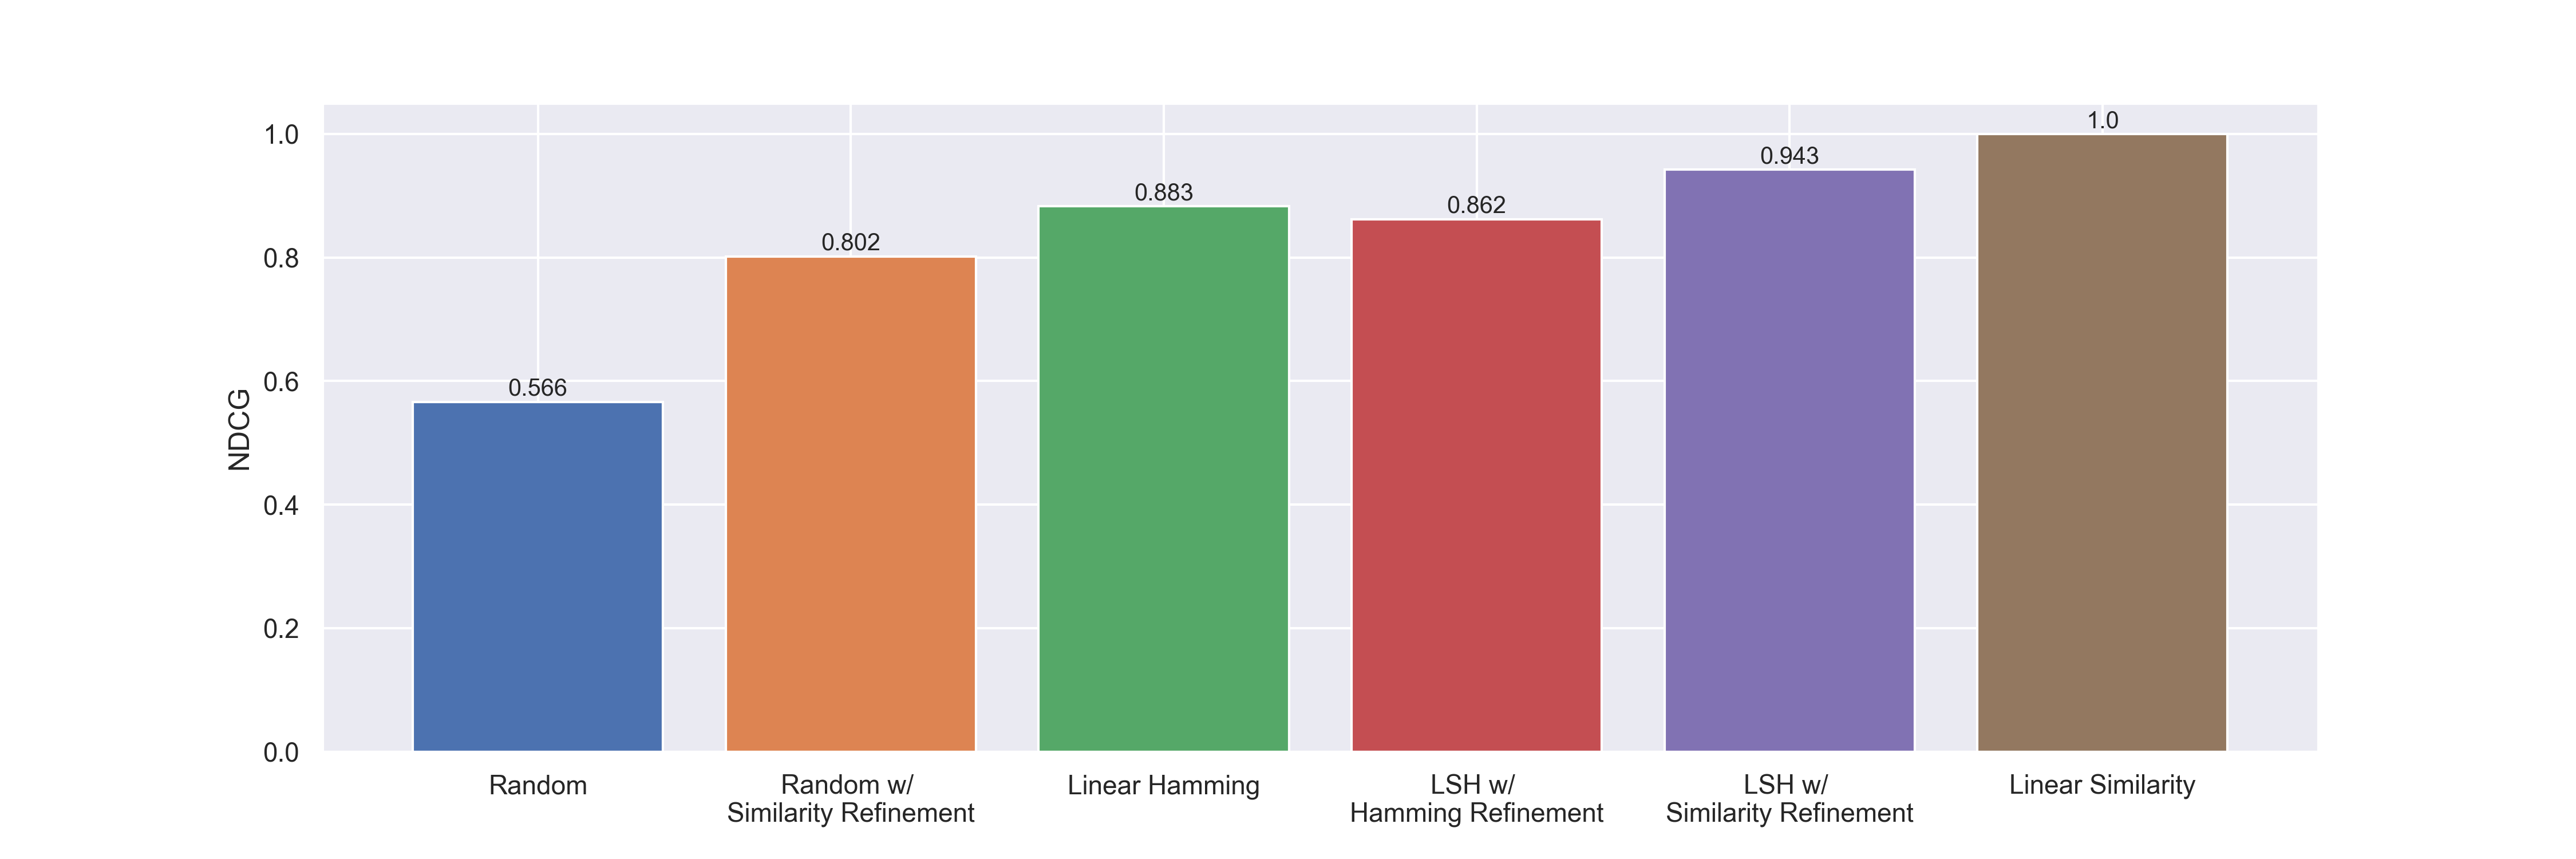 NDCG
1.0
0.8
0.6
0.4
0.2
0.0
0.566
0.802
0.883
0.862
0.943
1.0
Random
Random w/
Similarity Refinement
Linear Hamming
LSH w/
Hamming Refinement
LSH w/
Similarity Refinement
Linear Similarity